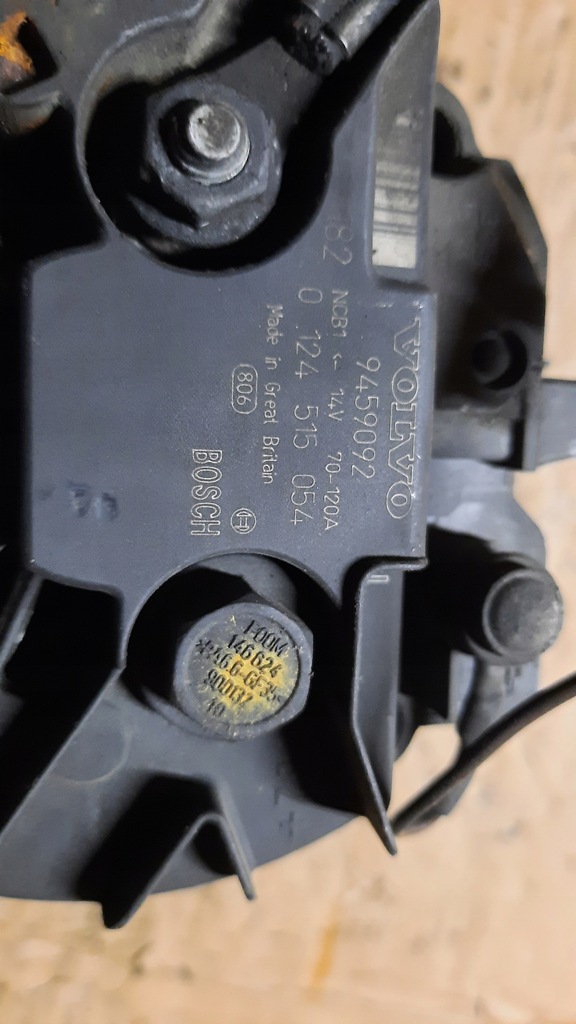 VOLVO
9459092
NCB1 <- 14V 70-120A
82 0 124 515 054
Made in Great Britain
806
BOSCH
146624